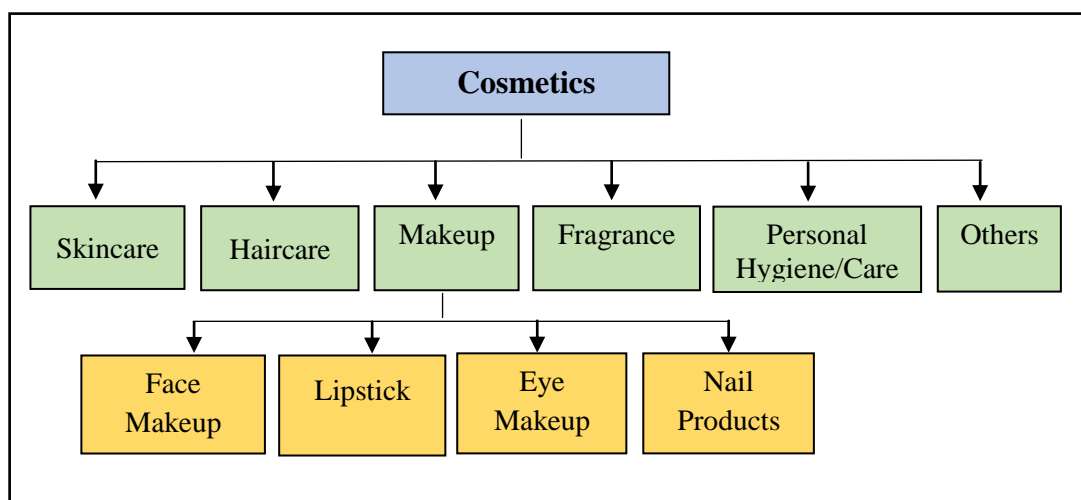 Cosmetics
Skincare
Haircare
Makeup
Fragrance
Personal
Hygiene/Care
Others
Face
Makeup
Lipstick
Eye
Makeup
Nail
Products